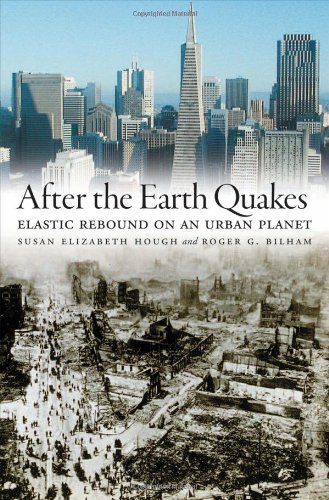 After the Earth Quakes
ELASTIC REBOUND ON AN URBAN PLANET
SUSAN ELIZABETH HOUGH and ROGER G. BILHAM